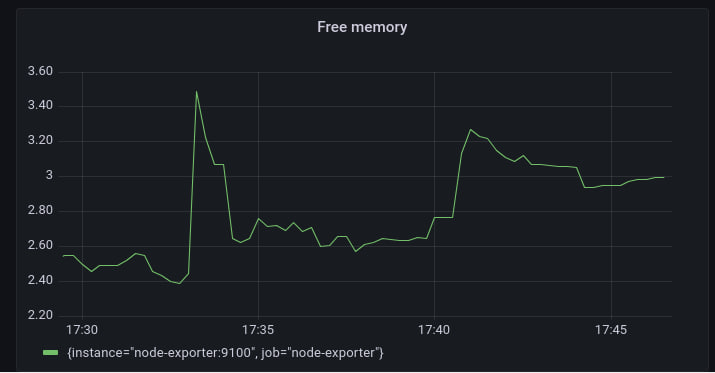 Free memory
3.60
3.40
3.20
3
2.80
2.60
2.40
2.20
17:30 17:35 17:40 17:45
{instance="node-exporter:9100", job="node-exporter"}